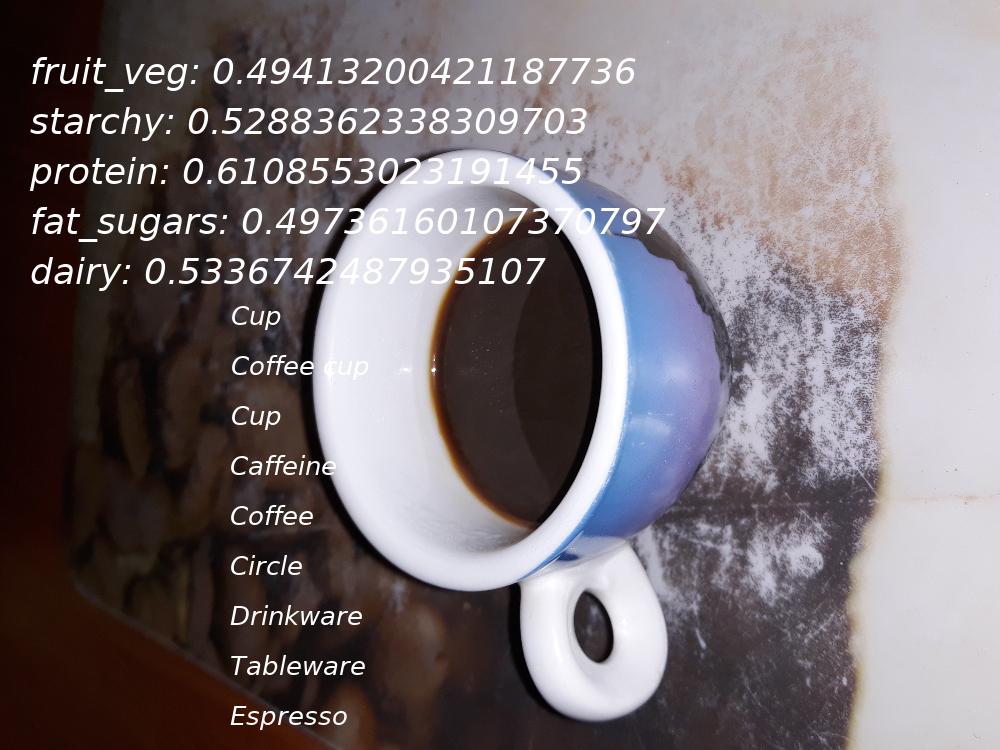 fruit_veg: 0.49413200421187736
starchy: 0.5288362338309703
protein: 0.6108553023191455
fat_sugars: 0.49736160107370797
dairy: 0.5336742487935107
Cup
Coffee cup
Cup
Caffeine
Coffee
Circle
Drinkware
Tableware
Espresso